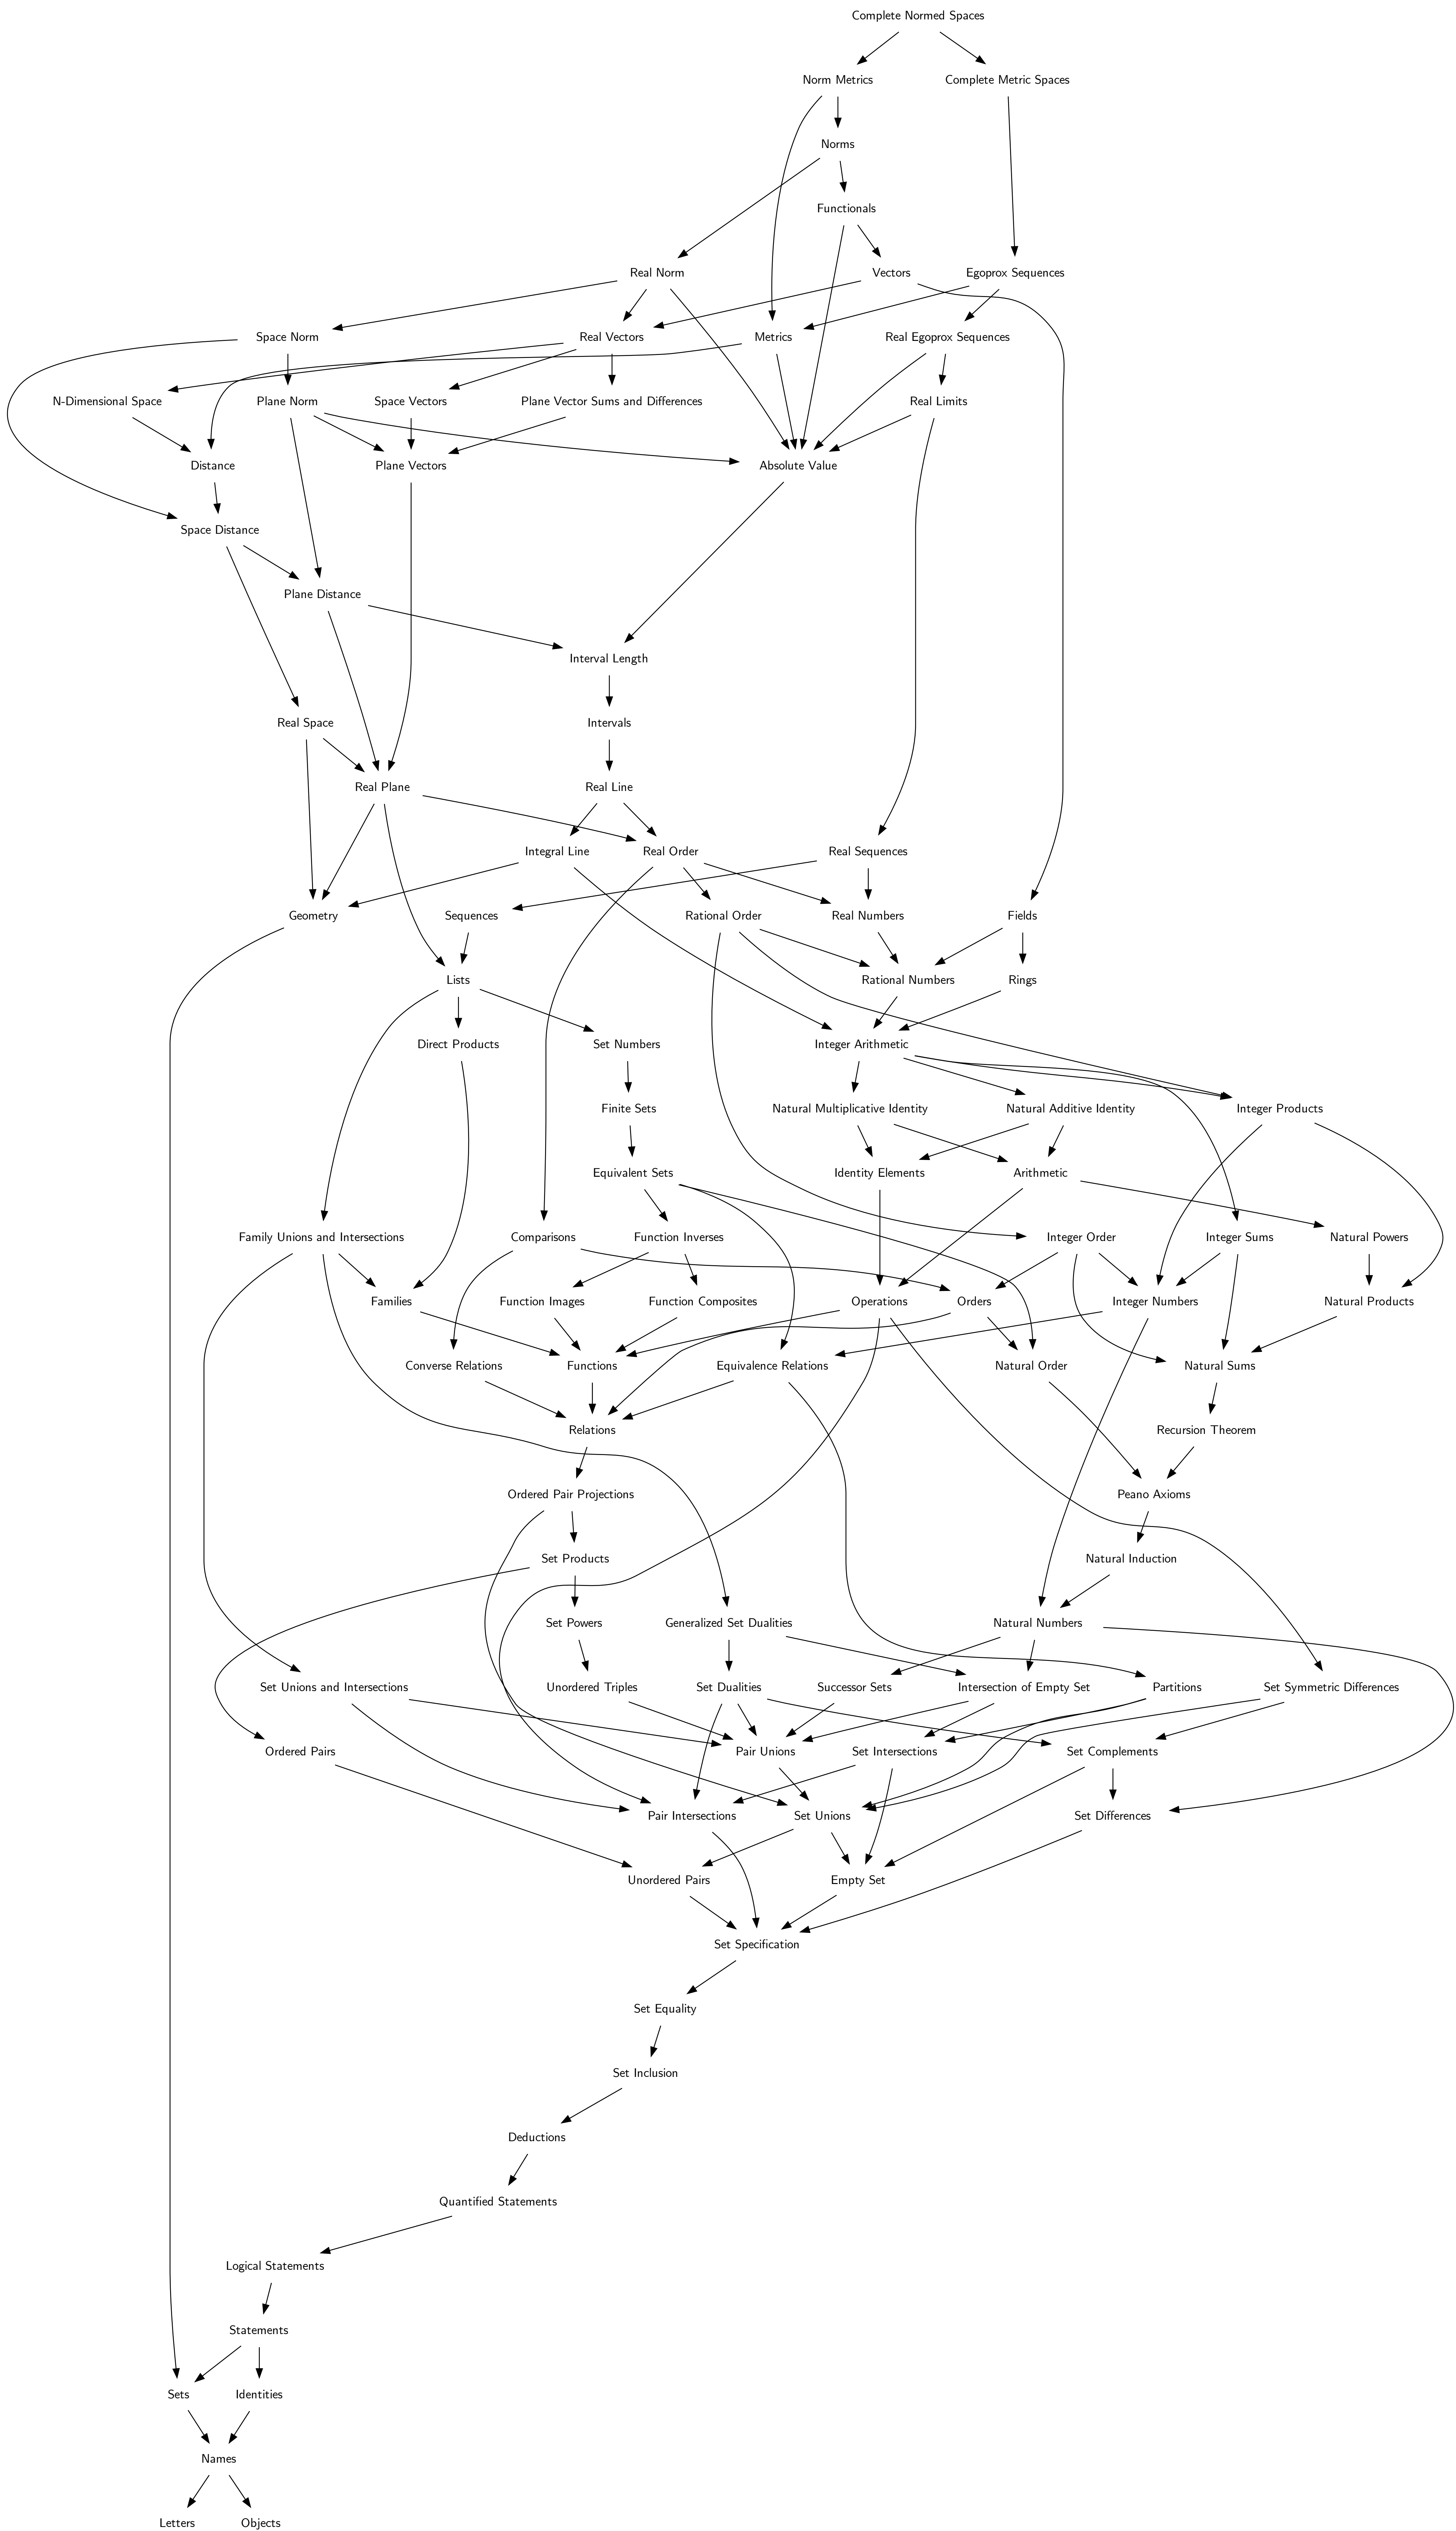 Complete Normed Spaces
Norm Metrics
Complete Metric Spaces
Norms
Functionals
Real Norm
Vectors
Egoprox Sequences
Space Norm
Real Vectors
Metrics
Real Egoprox Sequences
N-Dimensional Space
Plane Norm
Space Vectors
Plane Vector Sums and Differences
Real Limits
Distance
Plane Vectors
Absolute Value
Space Distance
Plane Distance
Interval Length
Real Space
Intervals
Real Plane
Real Line
Integral Line
Real Order
Real Sequences
Geometry
Sequences
Rational Order
Real Numbers
Fields
Lists
Rational Numbers
Rings
Direct Products
Set Numbers
Integer Arithmetic
Finite Sets
Natural Multiplicative Identity
Natural Additive Identity
Integer Products
Equivalent Sets
Identity Elements
Arithmetic
Family Unions and Intersections
Comparisons
Function Inverses
Integer Order
Integer Sums
Natural Powers
Families
Function Images
Function Composites
Operations
Orders
Integer Numbers
Natural Products
Converse Relations
Functions
Equivalence Relations
Natural Order
Natural Sums
Relations
Recursion Theorem
Ordered Pair Projections
Peano Axioms
Set Products
Natural Induction
Set Powers
Generalized Set Dualities
Natural Numbers
Set Unions and Intersections
Unordered Triples
Set Dualities
Successor Sets
Intersection of Empty Set
Partitions
Set Symmetric Differences
Ordered Pairs
Pair Unions
Set Intersections
Set Complements
Pair Intersections
Set Unions
Set Differences
Unordered Pairs
Empty Set
Set Specification
Set Equality
Set Inclusion
Deductions
Quantified Statements
Logical Statements
Statements
Sets
Identities
Names
Letters
Objects